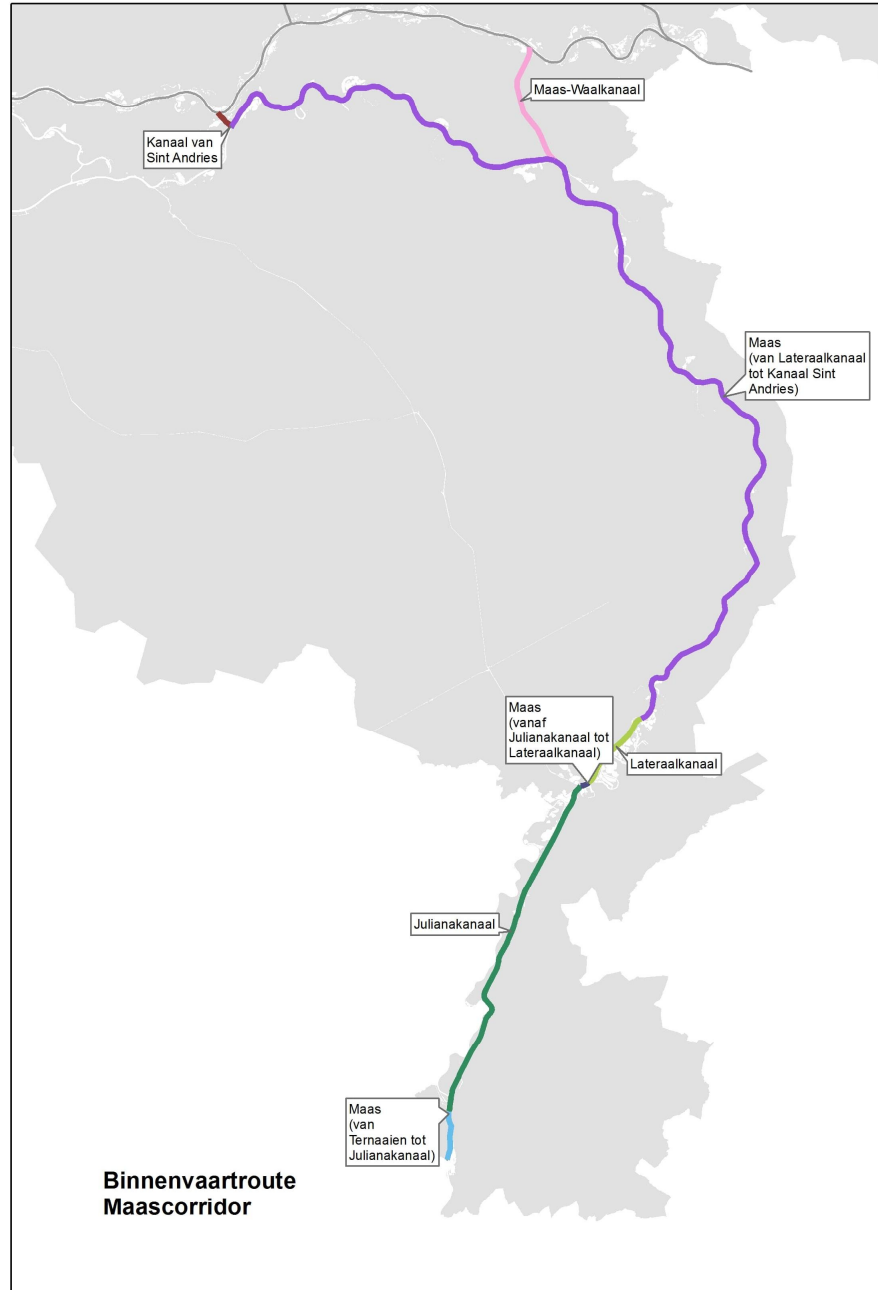 Maas-Waalkanaal
Kanaal van
Sint Andries
Maas
(van Lateraalkanaal
tot Kanaal Sint
Andries)
Maas
(vanaf
Julianakanaal tot
Lateraalkanaal)
Lateraalkanaal
Julianakanaal
Maas
(van
Ternaaien tot
Julianakanaal)
Binnenvaartroute
Maascorridor